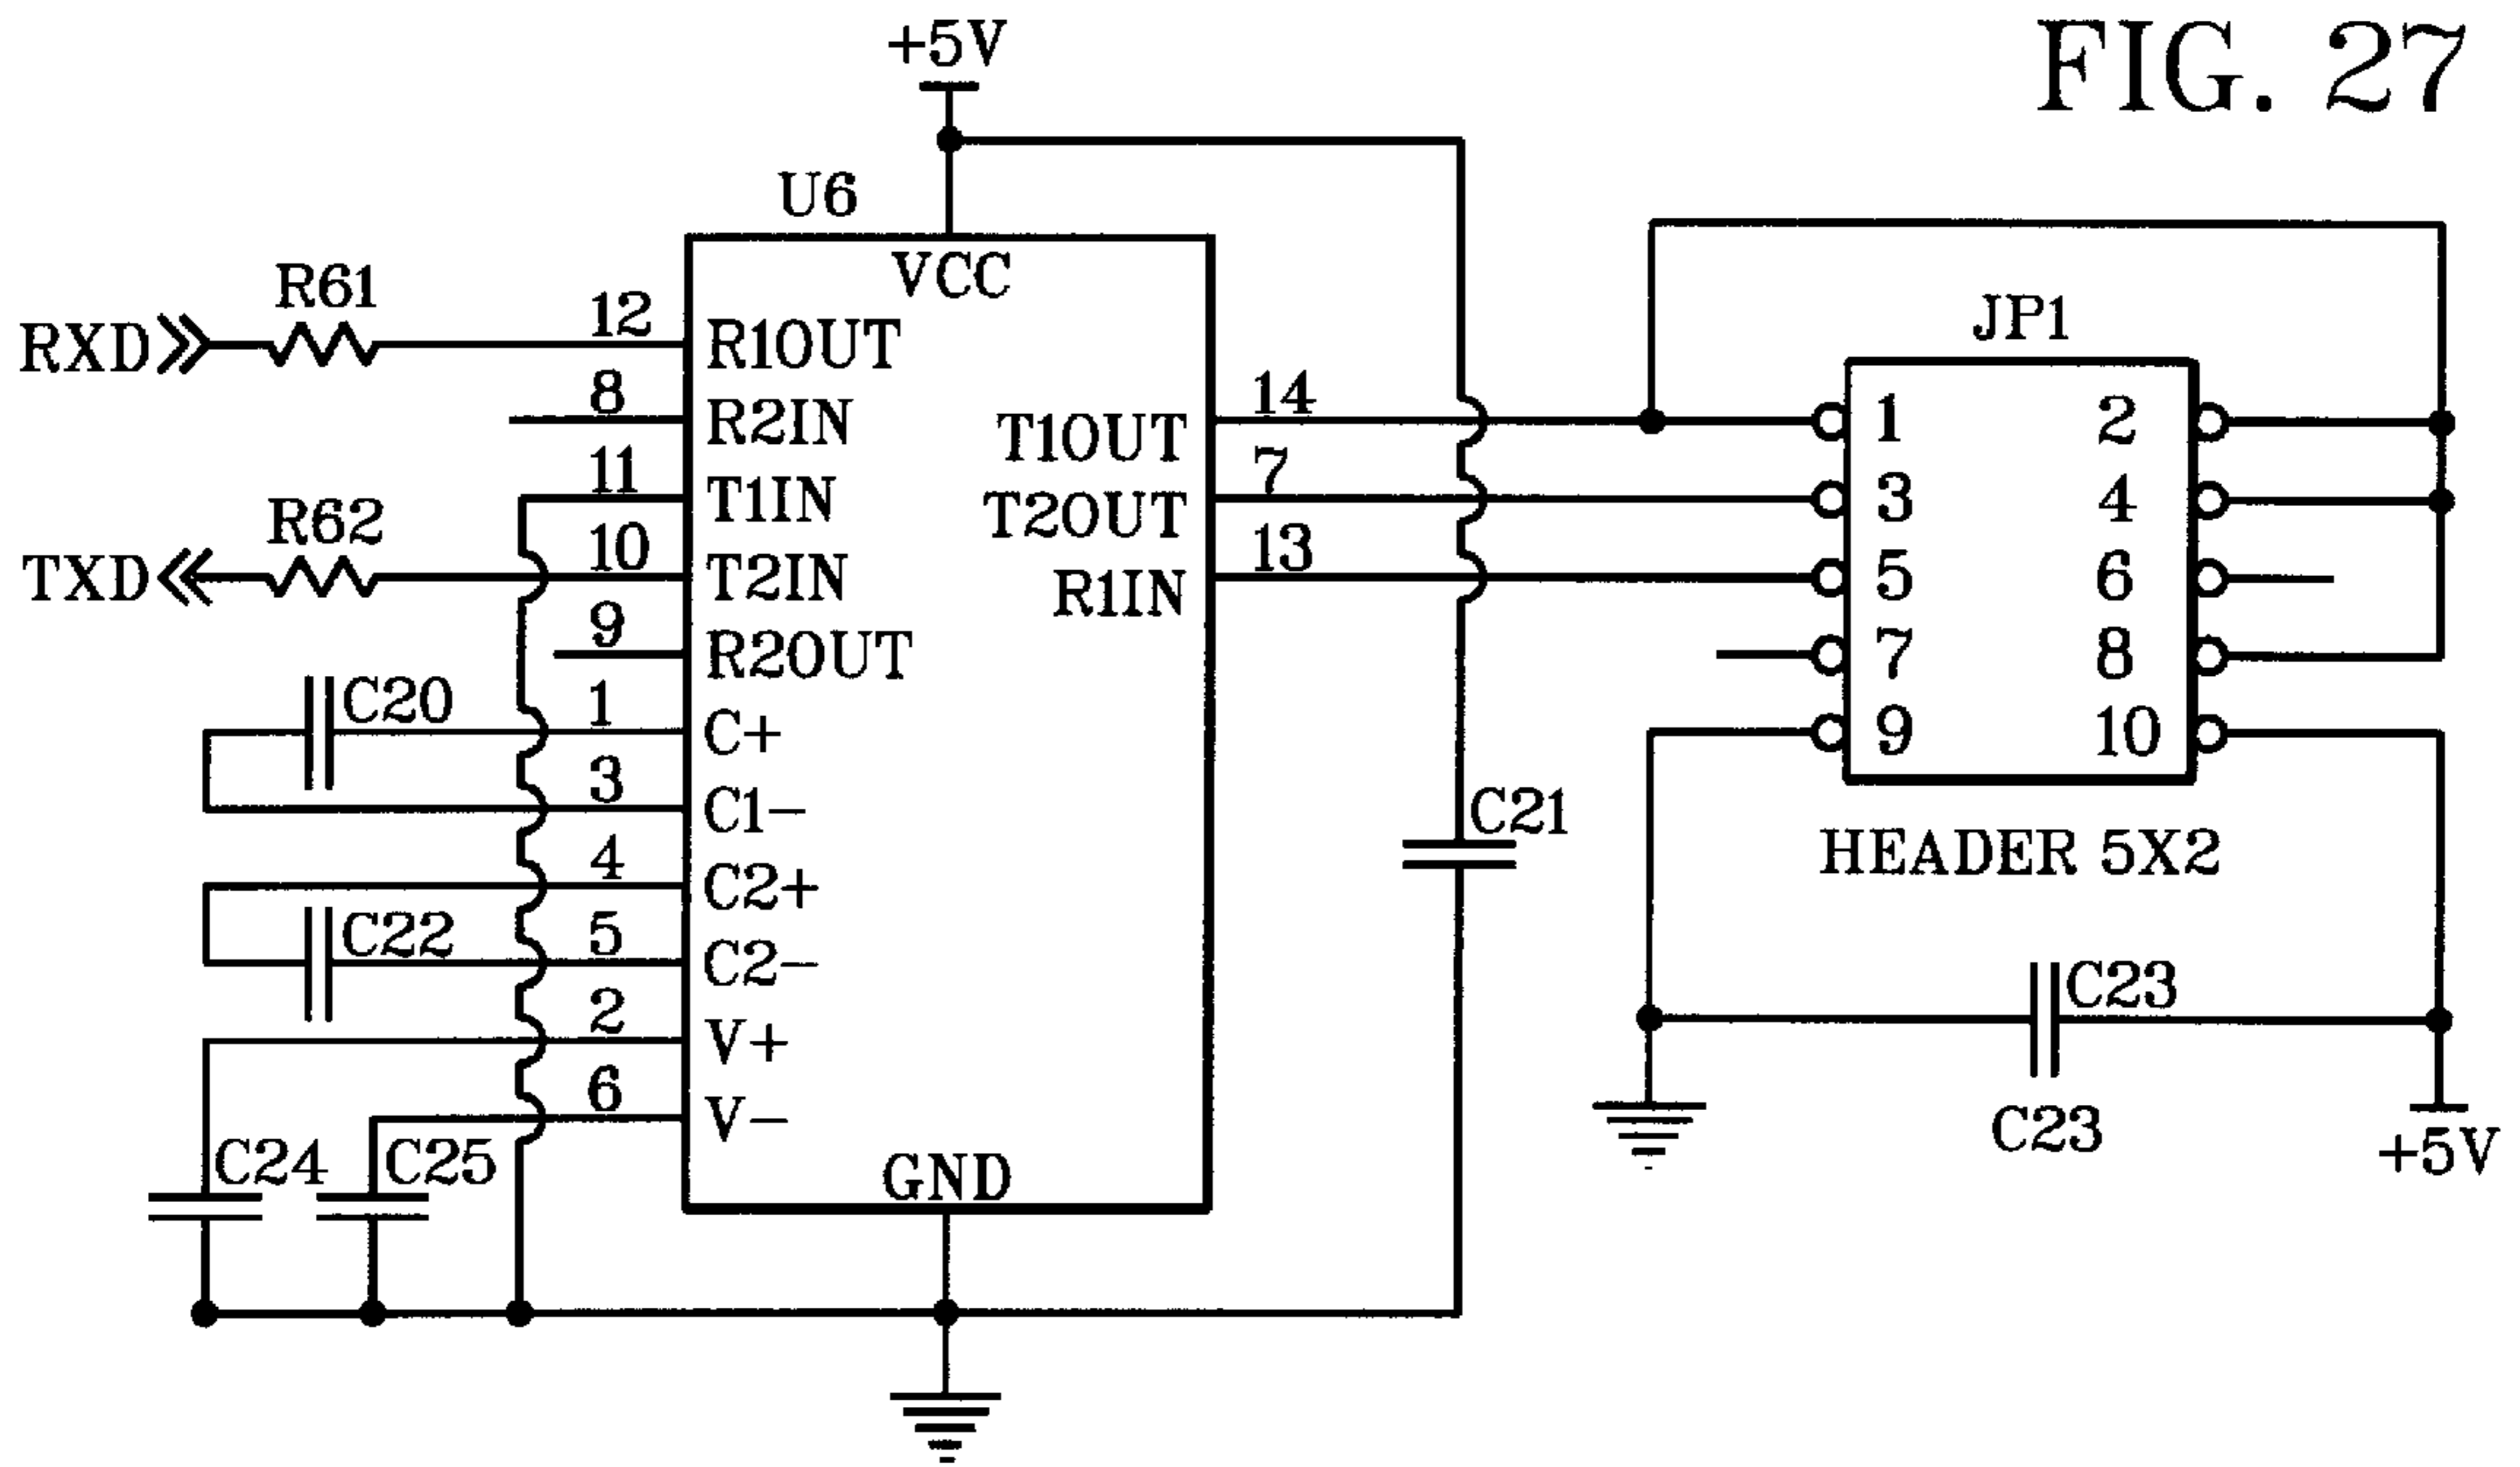 FIG. 27
+5V
U6
VCC
RXD
R61
12
R1OUT
8
R2IN
11
T1IN
TXD
R62
10
T2IN
9
R2OUT
C20
1
C+
3
C1-
4
C2+
C22
5
C2-
2
V+
6
V-
C24
C25
GND
14
T1OUT
7
T2OUT
13
R1IN
C21
JP1
1 2
3 4
5 6
7 8
9 10
HEADER 5X2
C23
C23
+5V